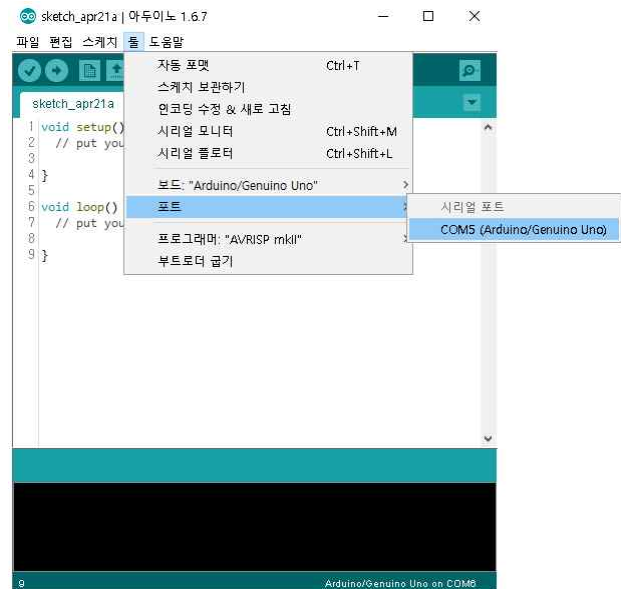 sketch_apr21a | 아두이노 1.6.7
파일 편집 스케치 툴 도움말
sketch_apr21a
자동 포맷 Ctrl+T
스케치 보관하기
인코딩 수정 & 새로 고침
시리얼 모니터 Ctrl+Shift+M
시리얼 플로터 Ctrl+Shift+L
보드: "Arduino/Genuino Uno"
포트
프로그래머: "AVRISP mkII"
부트로더 굽기
시리얼 포트
COM5 (Arduino/Genuino Uno)
1 void setup()
2 // put you
3
4 }
5
6 void loop()
7 // put you
8
9 }
9 Arduino/Genuino Uno on COM6